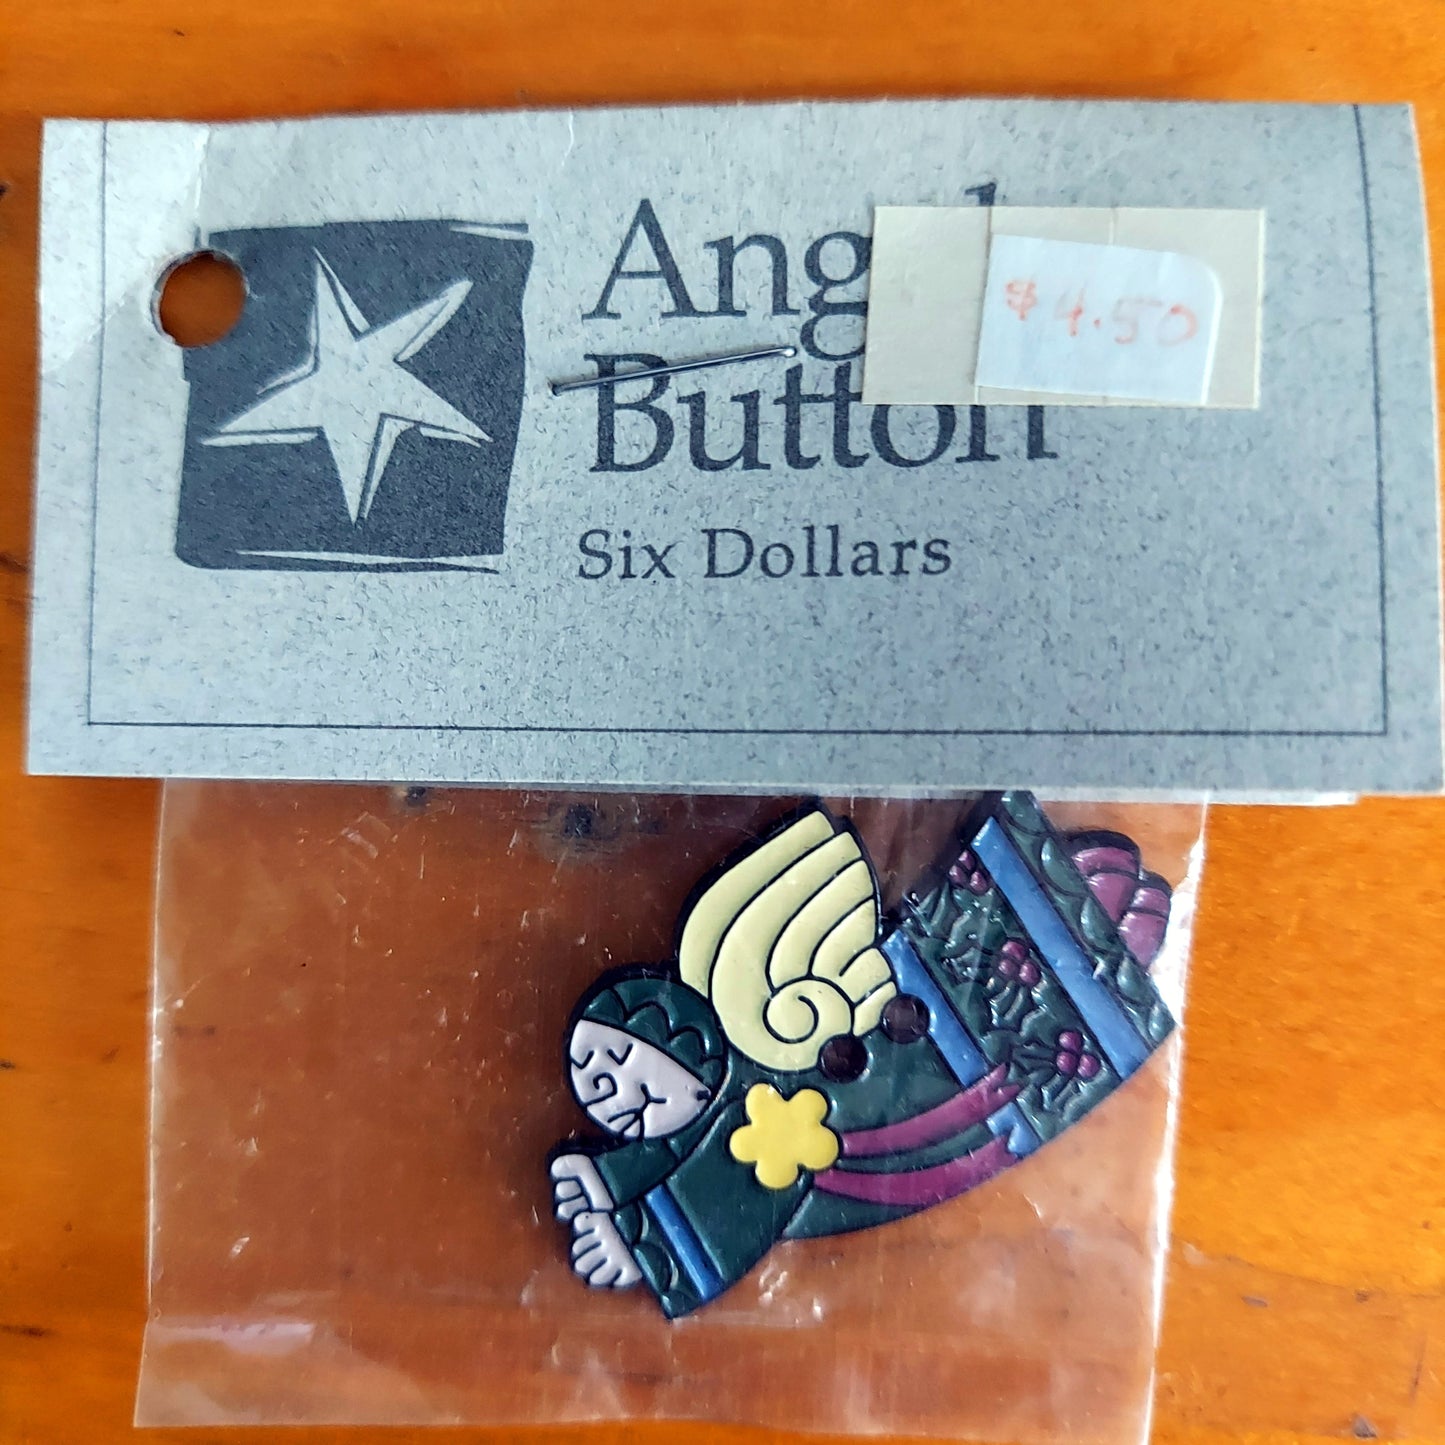 Angel
Button
$4.50
Six Dollars